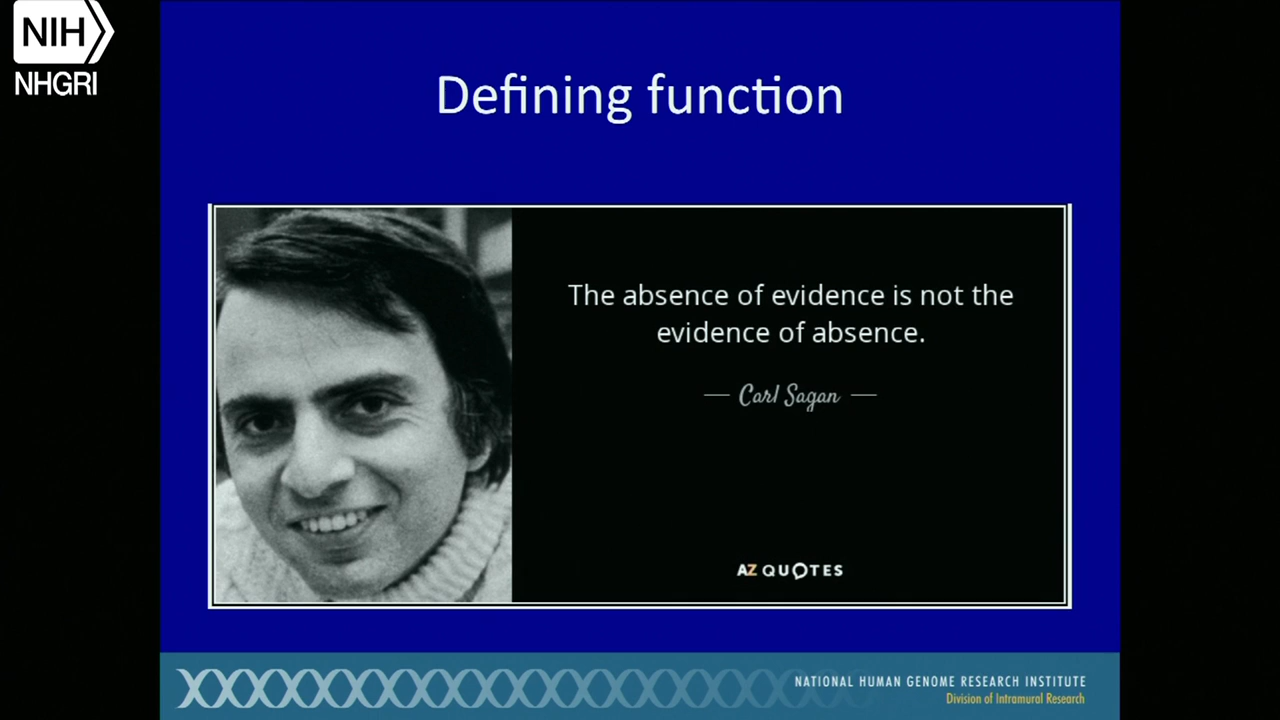 NIH
NHGRI
Defining function
The absence of evidence is not the
evidence of absence.
— Carl Sagan —
AZ QUOTES
NATIONAL HUMAN GENOME RESEARCH INSTITUTE
Division of Intramural Research